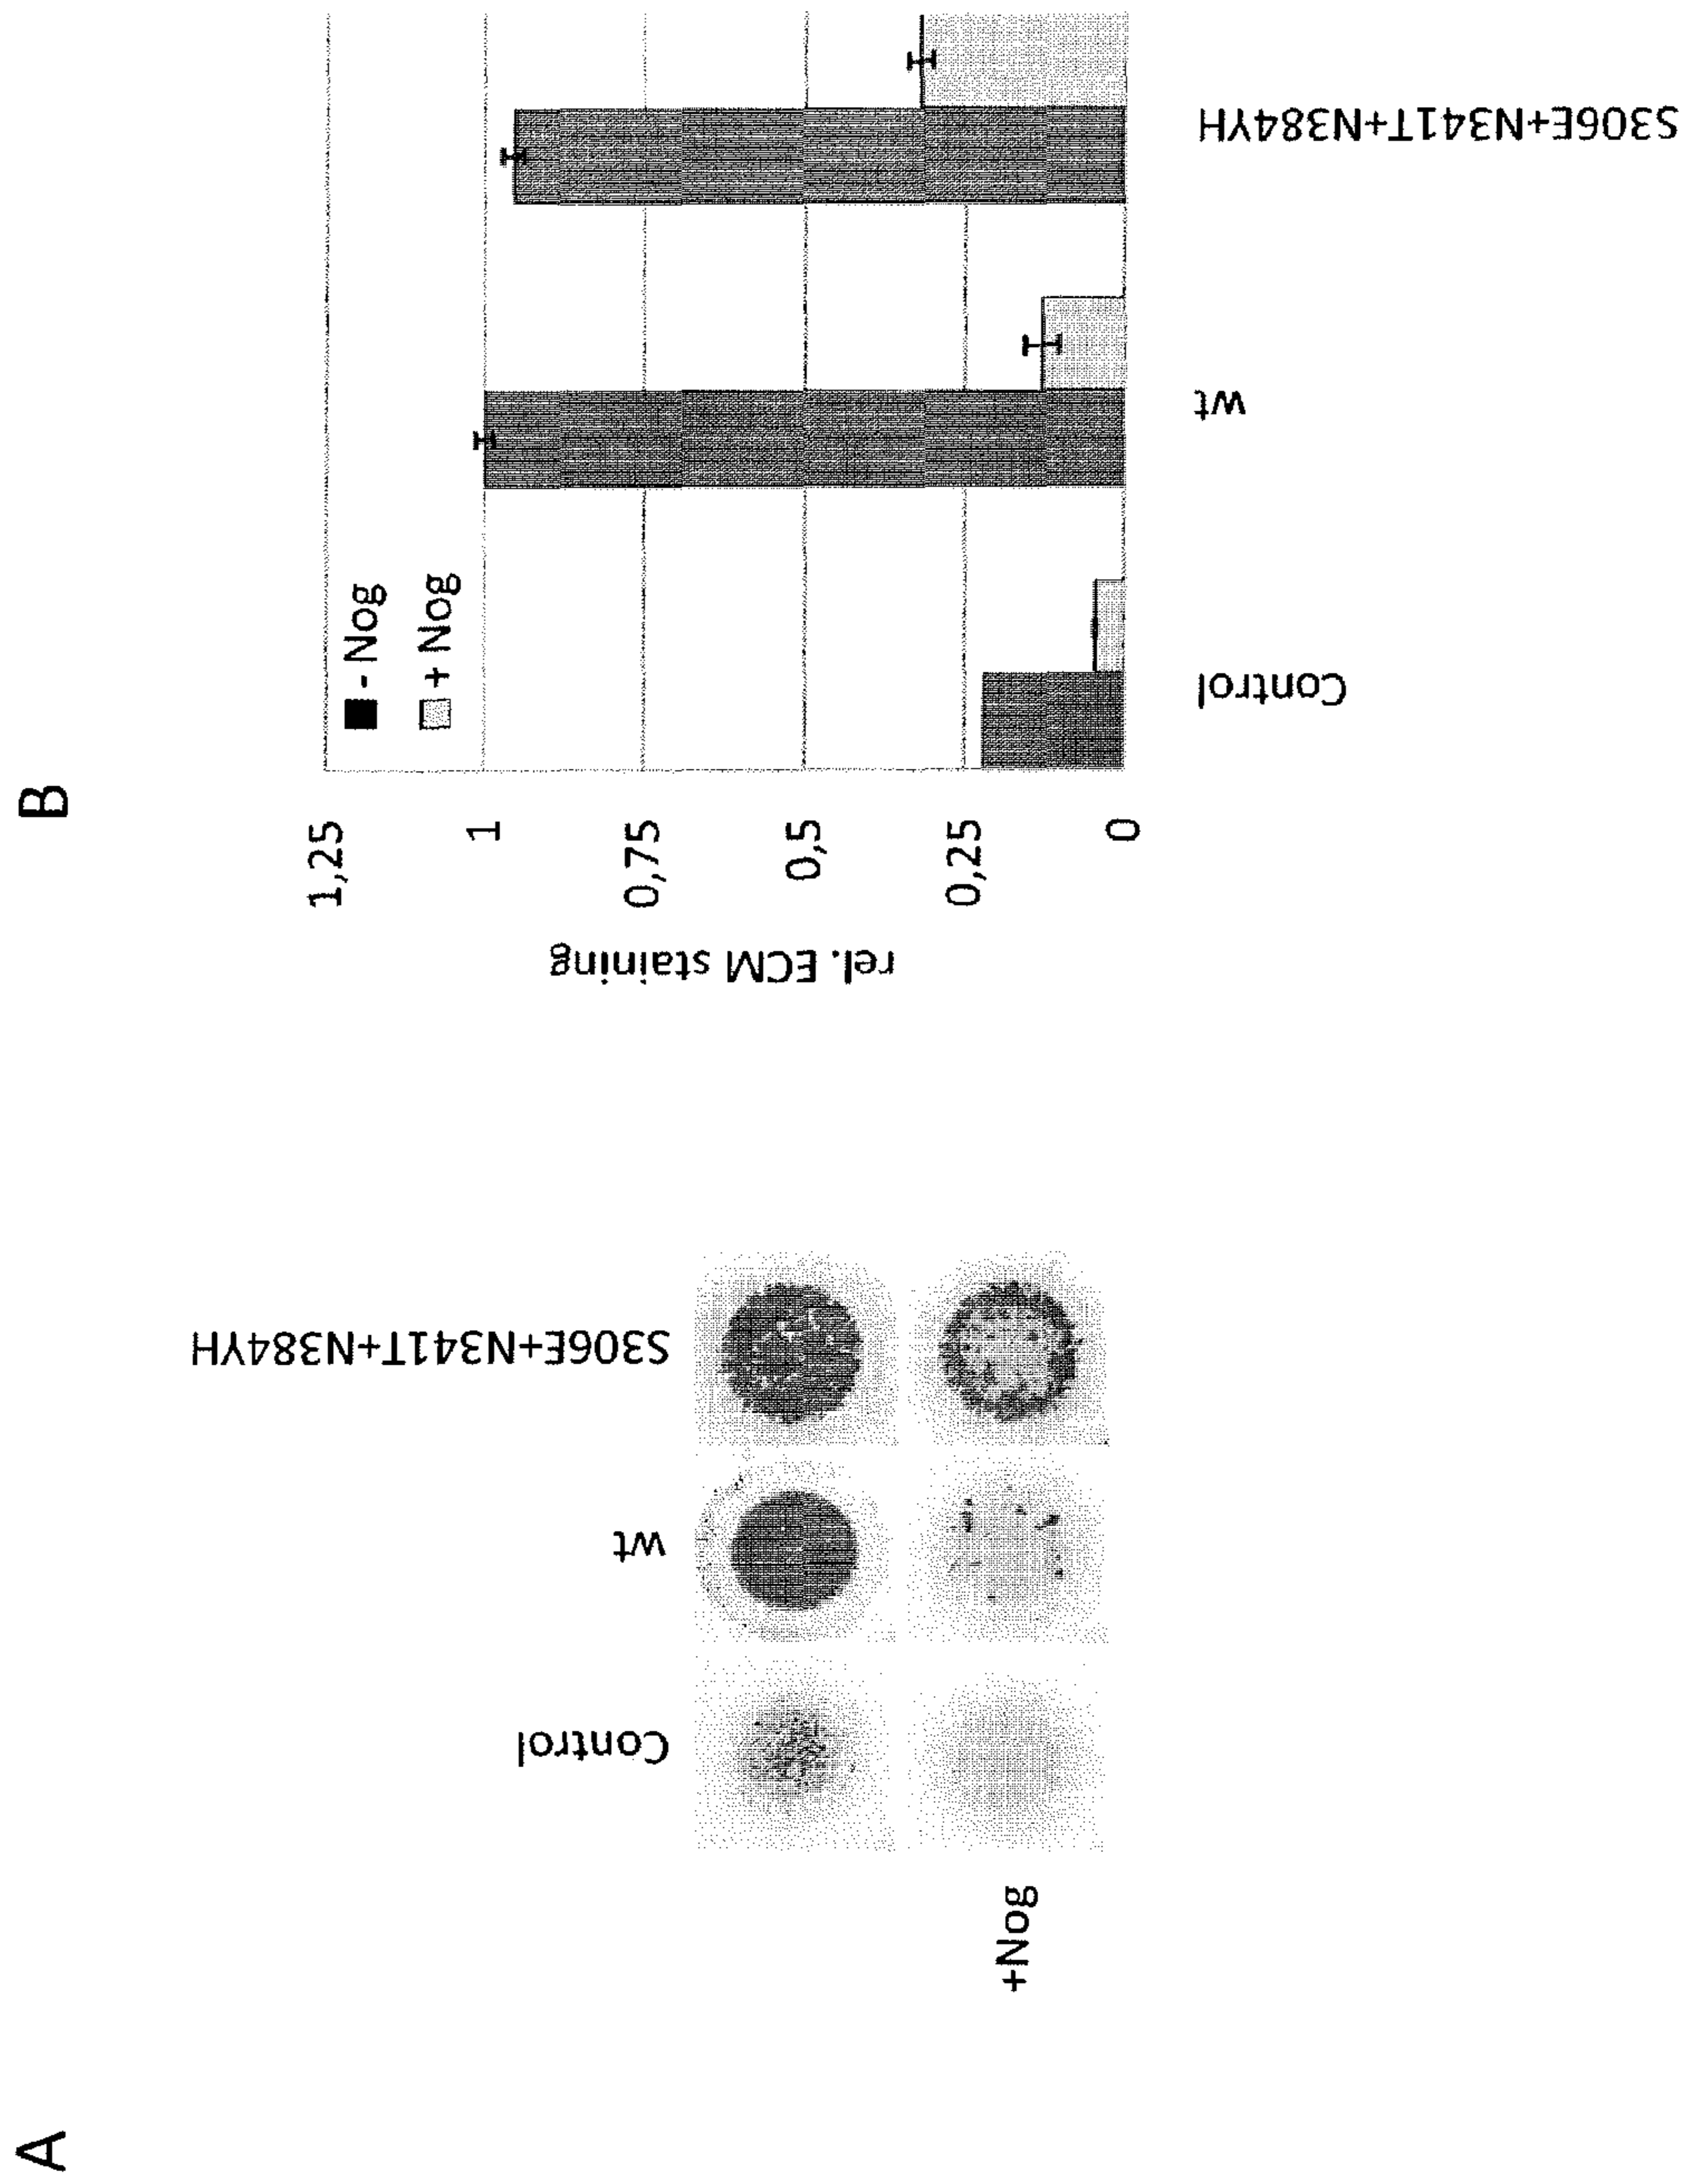 A
Control
wt
S306E+N341T+N384YH
+Nog
B
1,25
1
0,75
0,5
0,25
0
rel. ECM staining
- Nog
+ Nog
Control
wt
S306E+N341T+N384YH